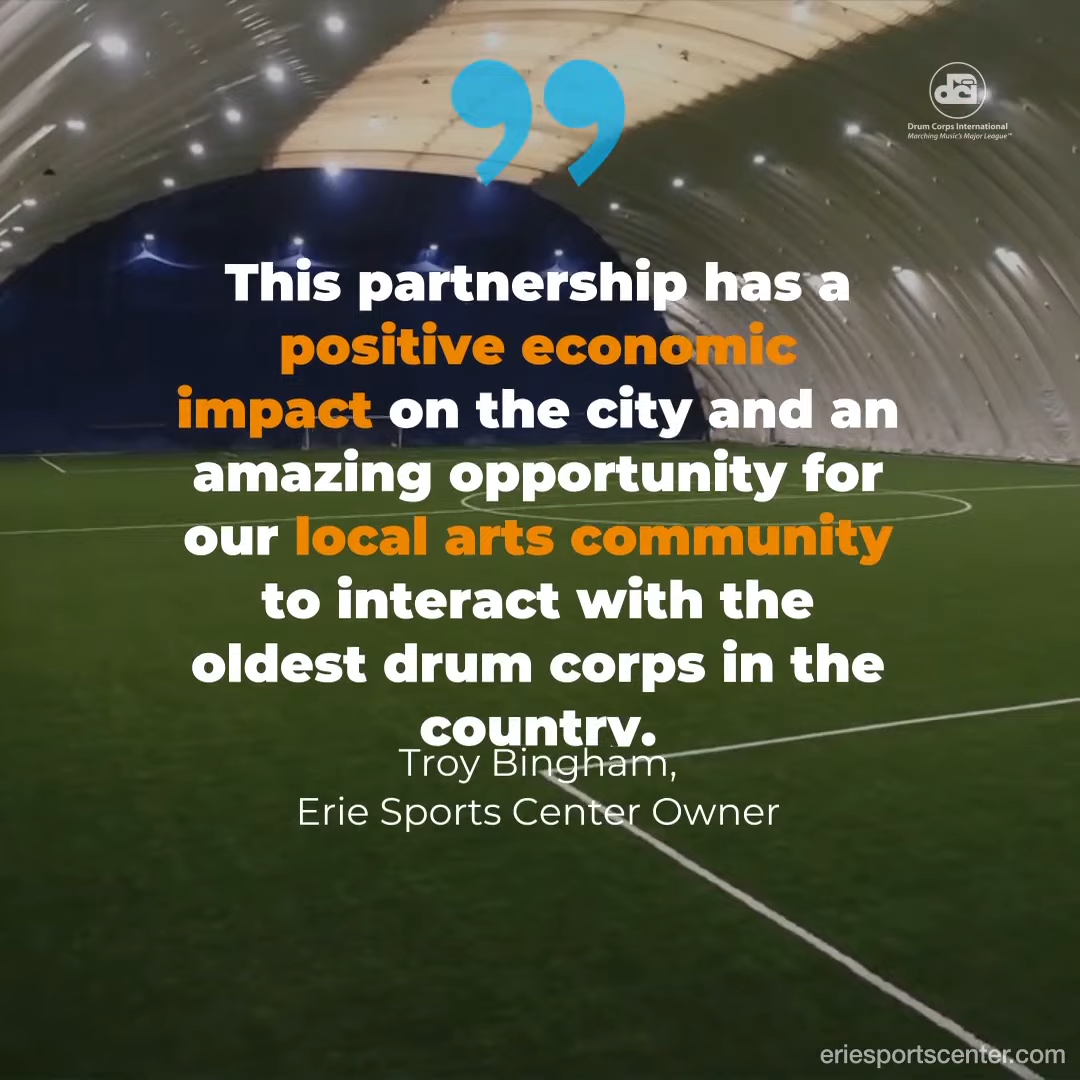 ”
dci
Drum Corps International
Marching Music's Major League™
This partnership has a
positive economic
impact on the city and an
amazing opportunity for
our local arts community
to interact with the
oldest drum corps in the
country.
Troy Bingham,
Erie Sports Center Owner
eriesportscenter.com